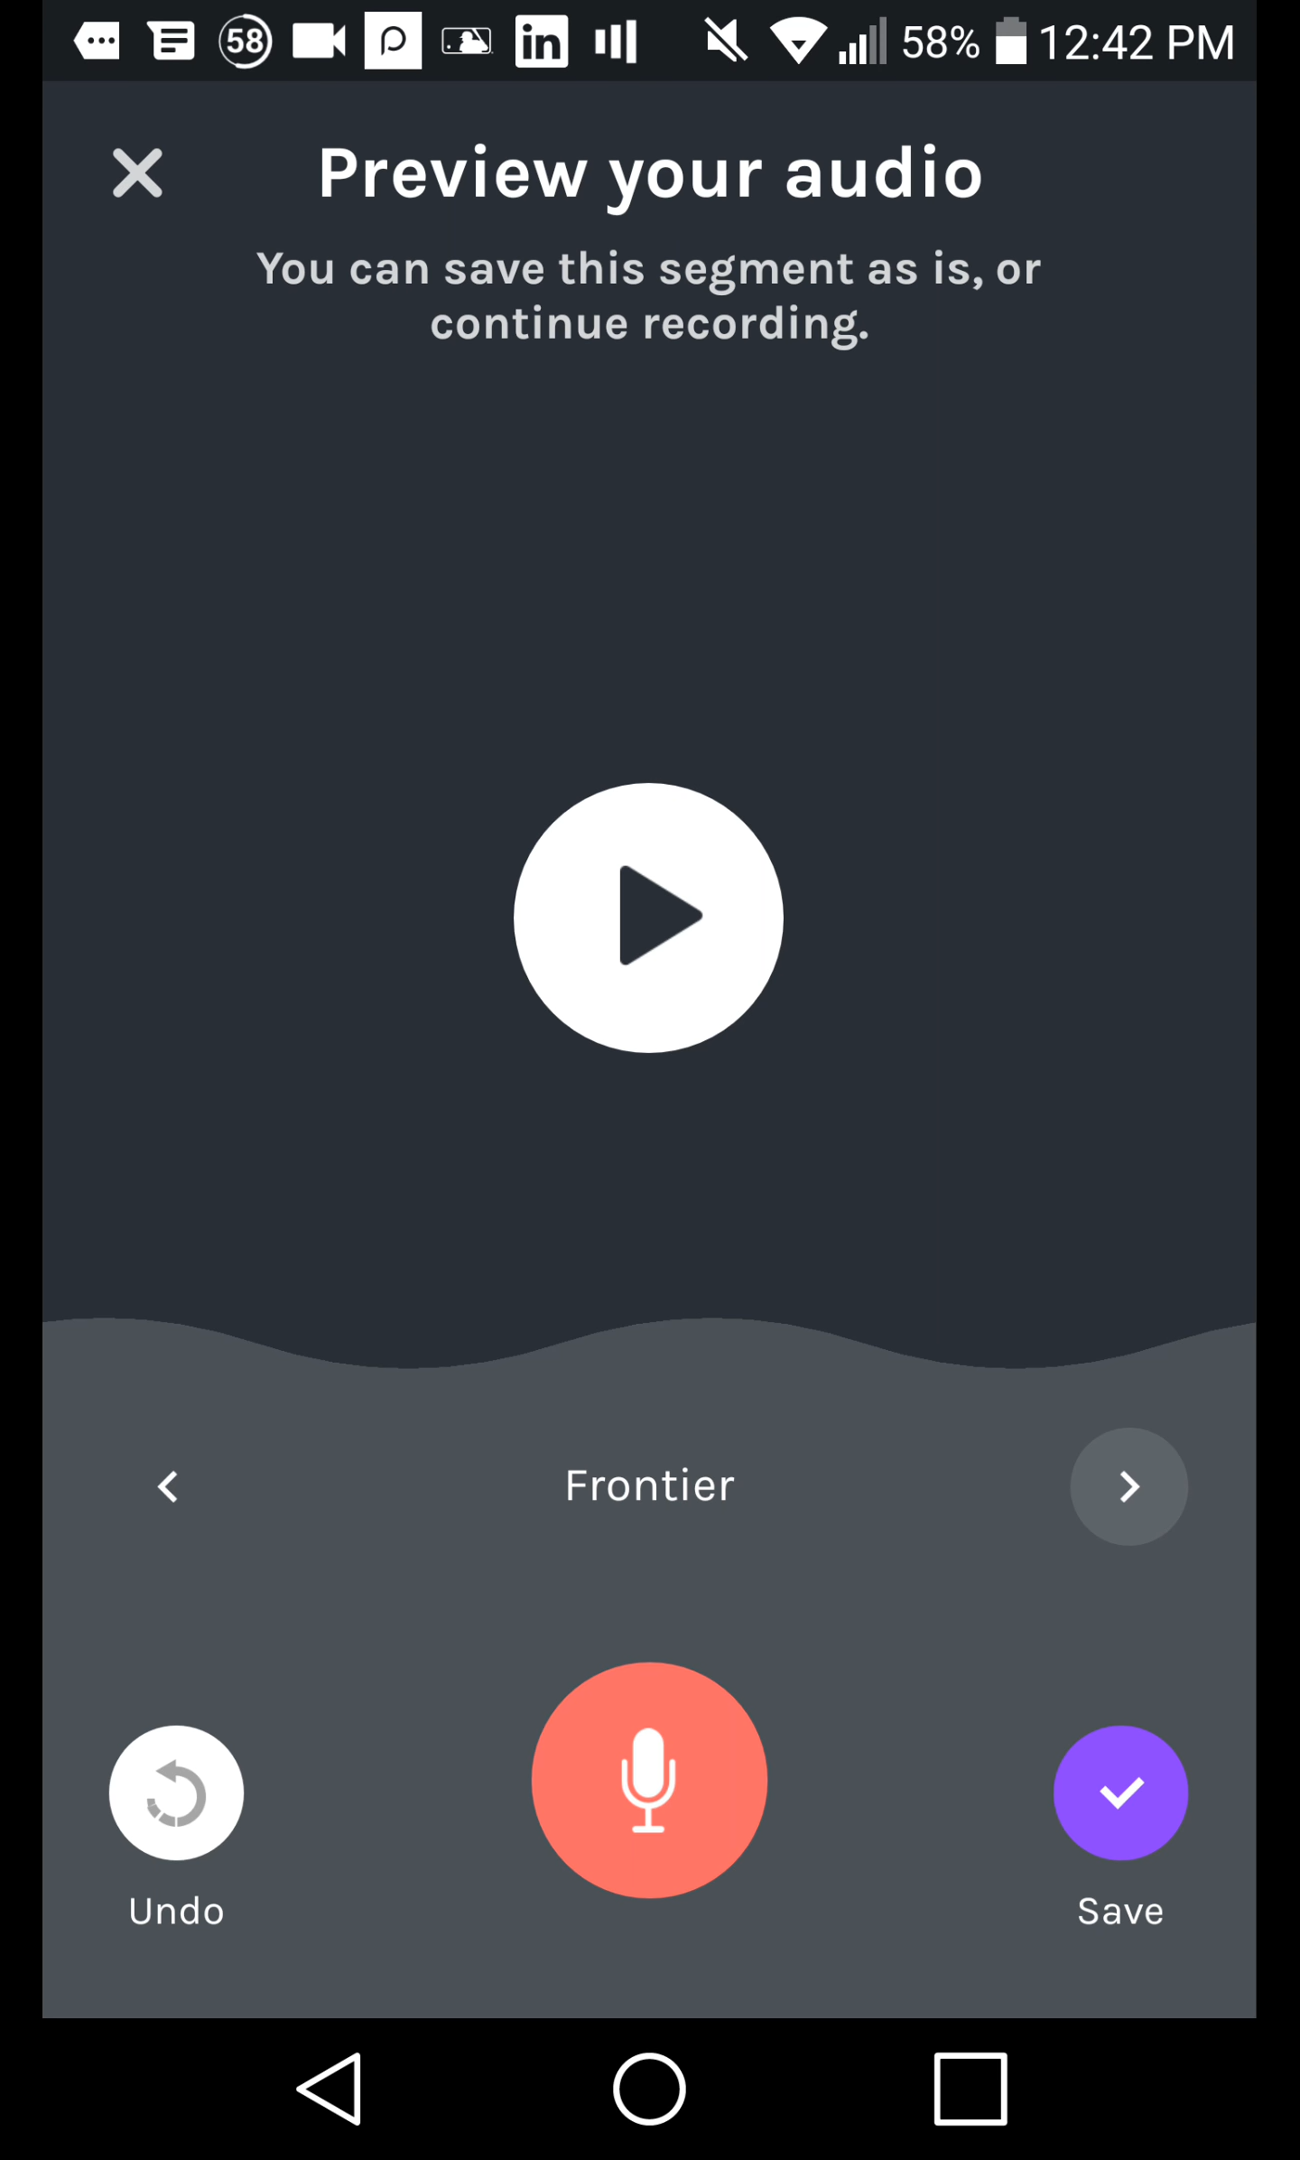 58
in
58% 12:42 PM
Preview your audio
You can save this segment as is, or
continue recording.
Frontier
Undo
Save